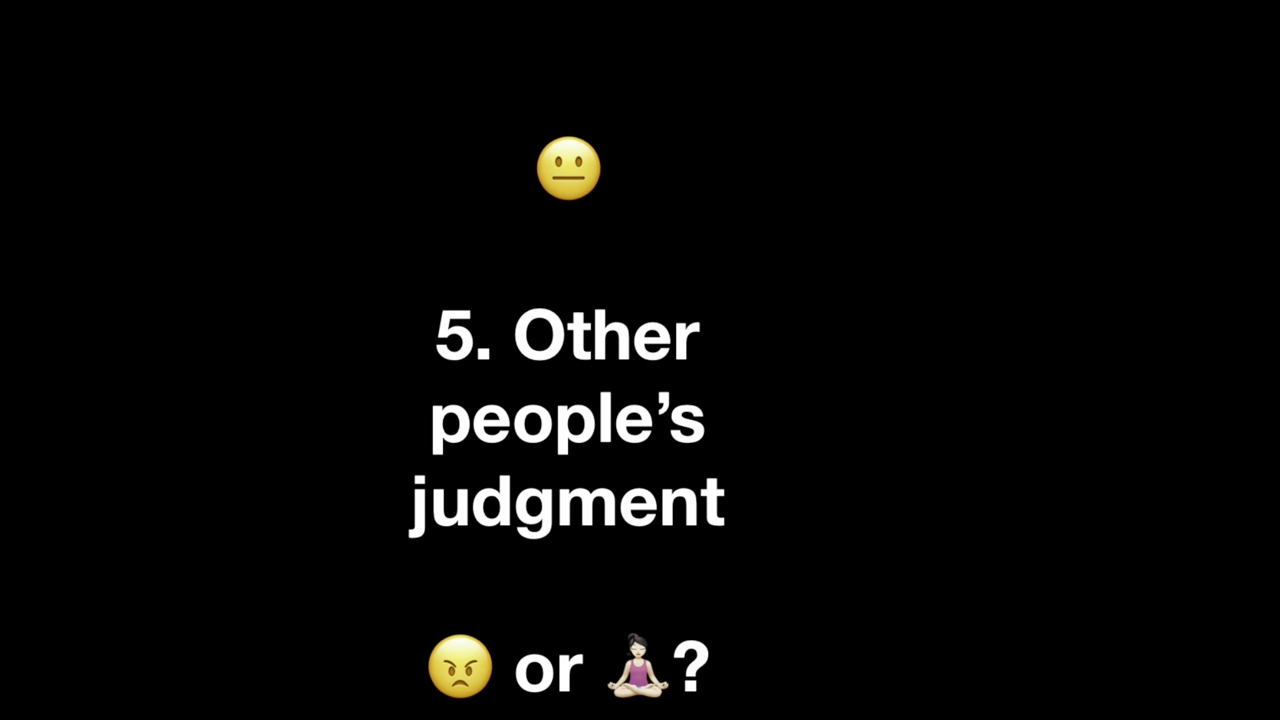 😐
5. Other
people’s
judgment
😠 or 🧘🏻‍♀️?